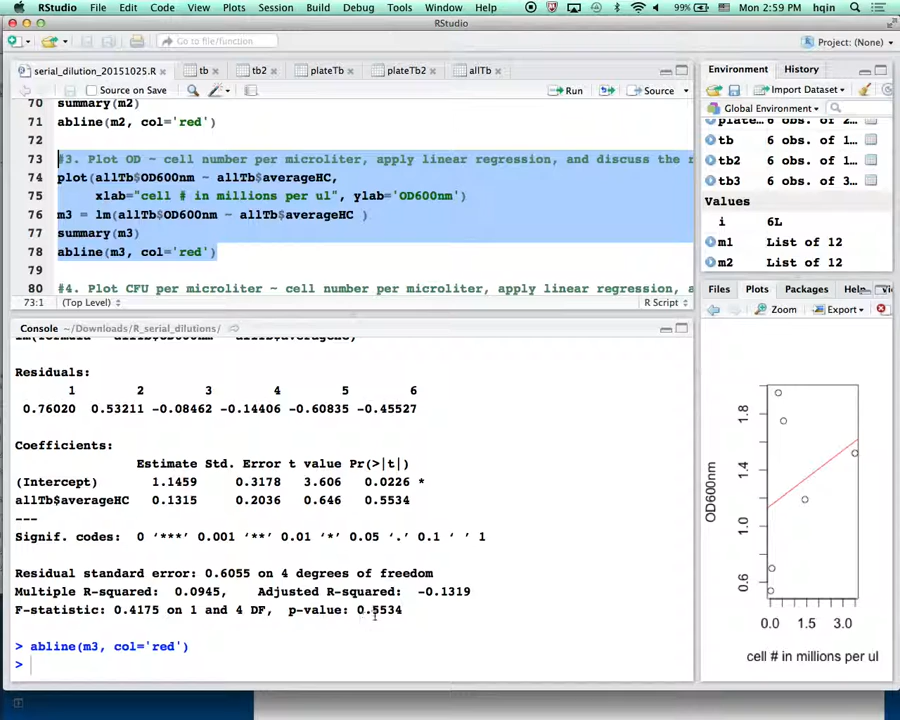 RStudio File Edit Code View Plots Session Build Debug Tools Window Help 99% Mon 2:59 PM hqin
RStudio
Go to file/function Project: (None)
serial_dilution_20151025.R tb tb2 plateTb plateTb2 allTb
Source on Save Run Source
70 summary(m2)
71 abline(m2, col='red')
72
73 #3. Plot OD ~ cell number per microliter, apply linear regression, and discuss the r
74 plot(allTb$OD600nm ~ allTb$averageHC,
75 xlab="cell # in millions per ul", ylab='OD600nm')
76 m3 = lm(allTb$OD600nm ~ allTb$averageHC )
77 summary(m3)
78 abline(m3, col='red')
79
80 #4. Plot CFU per microliter ~ cell number per microliter, apply linear regression, a
73:1 (Top Level) R Script
Console ~/Downloads/R_serial_dilutions/
lm(formula = allTb$OD600nm ~ allTb$averageHC)
Residuals:
1 2 3 4 5 6
0.76020 0.53211 -0.08462 -0.14406 -0.60835 -0.45527
Coefficients:
Estimate Std. Error t value Pr(>|t|)
(Intercept) 1.1459 0.3178 3.606 0.0226 *
allTb$averageHC 0.1315 0.2036 0.646 0.5534
---
Signif. codes: 0 ‘***’ 0.001 ‘**’ 0.01 ‘*’ 0.05 ‘.’ 0.1 ‘ ’ 1
Residual standard error: 0.6055 on 4 degrees of freedom
Multiple R-squared: 0.0945, Adjusted R-squared: -0.1319
F-statistic: 0.4175 on 1 and 4 DF, p-value: 0.5534
> abline(m3, col='red')
>
Environment History
Import Dataset
Global Environment
plate… 6 obs. of 2…
tb 6 obs. of 1…
tb2 6 obs. of 1…
tb3 6 obs. of 3…
Values
i 6L
m1 List of 12
m2 List of 12
Files Plots Packages Help Vi
Zoom Export
OD600nm
1.8
1.4
1.0
0.6
0.0 1.5 3.0
cell # in millions per ul